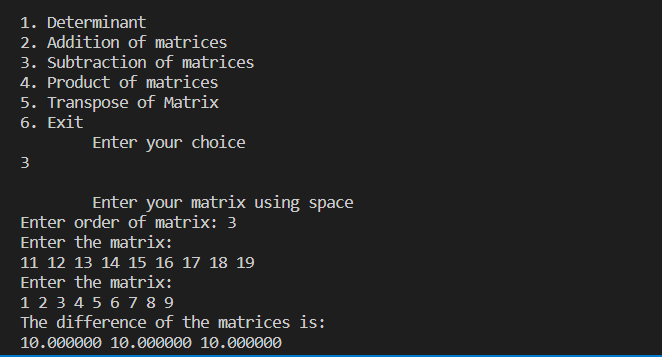 1. Determinant
2. Addition of matrices
3. Subtraction of matrices
4. Product of matrices
5. Transpose of Matrix
6. Exit
Enter your choice
3
Enter your matrix using space
Enter order of matrix: 3
Enter the matrix:
11 12 13 14 15 16 17 18 19
Enter the matrix:
1 2 3 4 5 6 7 8 9
The difference of the matrices is:
10.000000 10.000000 10.000000